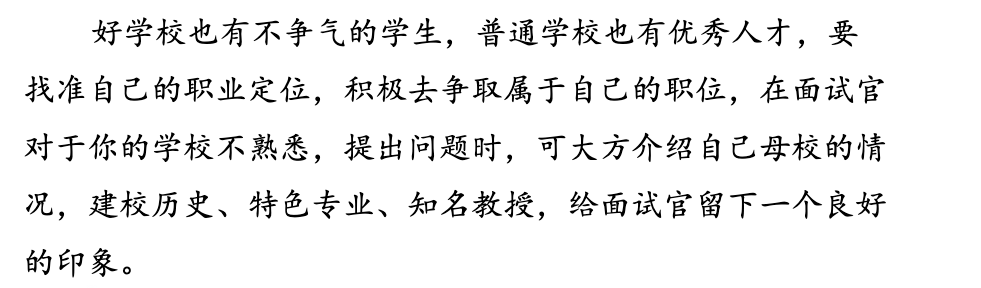 好学校也有不争气的学生，普通学校也有优秀人才，要
找准自己的职业定位，积极去争取属于自己的职位，在面试官
对于你的学校不熟悉，提出问题时，可大方介绍自己母校的情
况，建校历史、特色专业、知名教授，给面试官留下一个良好
的印象。